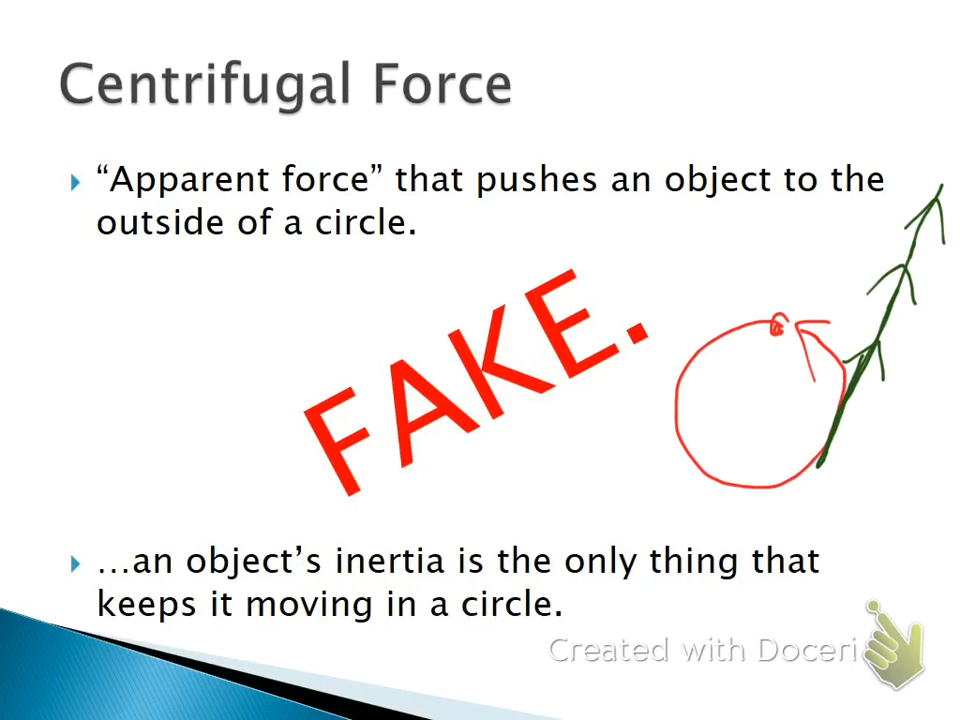 Centrifugal Force
“Apparent force” that pushes an object to the
outside of a circle.
FAKE.
…an object’s inertia is the only thing that
keeps it moving in a circle.
Created with Doceri